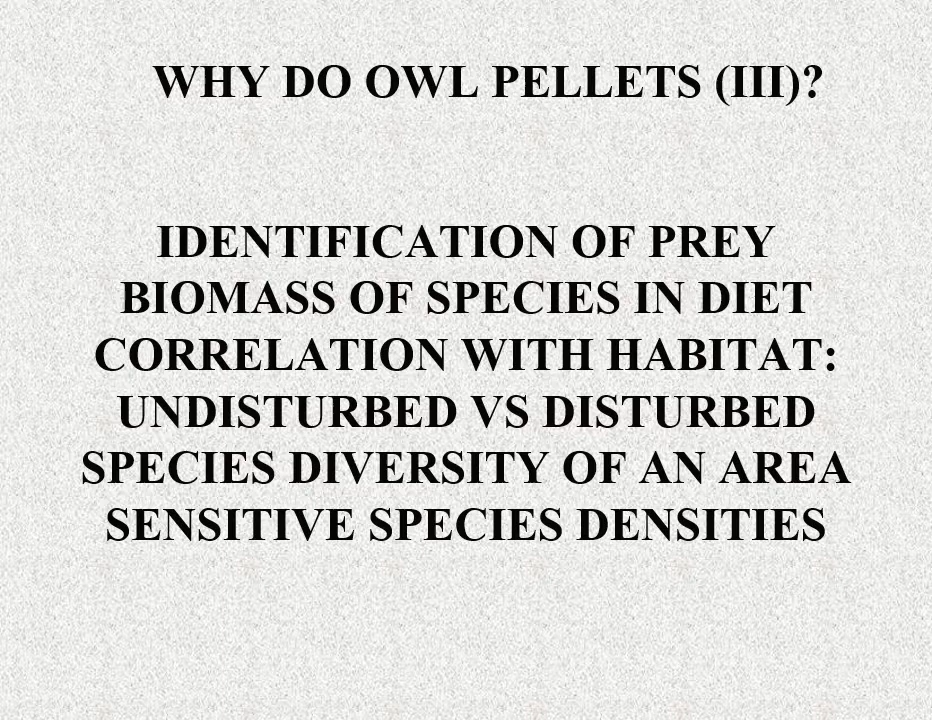 WHY DO OWL PELLETS (III)?
IDENTIFICATION OF PREY
BIOMASS OF SPECIES IN DIET
CORRELATION WITH HABITAT:
UNDISTURBED VS DISTURBED
SPECIES DIVERSITY OF AN AREA
SENSITIVE SPECIES DENSITIES